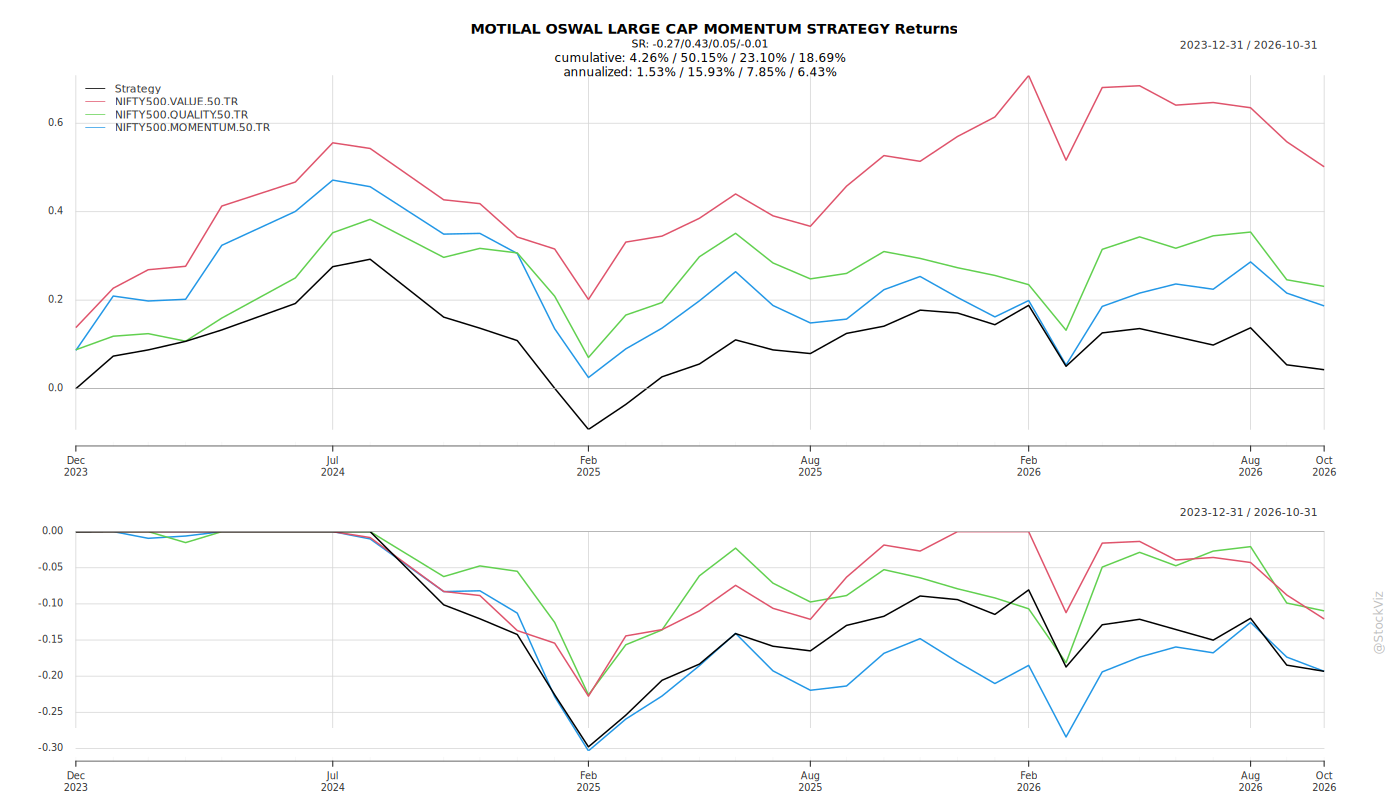 MOTILAL OSWAL LARGE CAP MOMENTUM STRATEGY Returns
SR: -0.27/0.43/0.05/-0.01
cumulative: 4.26% / 50.15% / 23.10% / 18.69%
annualized: 1.53% / 15.93% / 7.85% / 6.43%
2023-12-31 / 2026-10-31
Strategy
NIFTY500.VALUE.50.TR
NIFTY500.QUALITY.50.TR
NIFTY500.MOMENTUM.50.TR
0.6
0.4
0.2
0.0
Dec Jul Feb Aug Feb Aug Oct
2023 2024 2025 2025 2026 2026 2026
2023-12-31 / 2026-10-31
0.00
-0.05
-0.10
-0.15
-0.20
-0.25
-0.30
Dec Jul Feb Aug Feb Aug Oct
2023 2024 2025 2025 2026 2026 2026
@StockViz